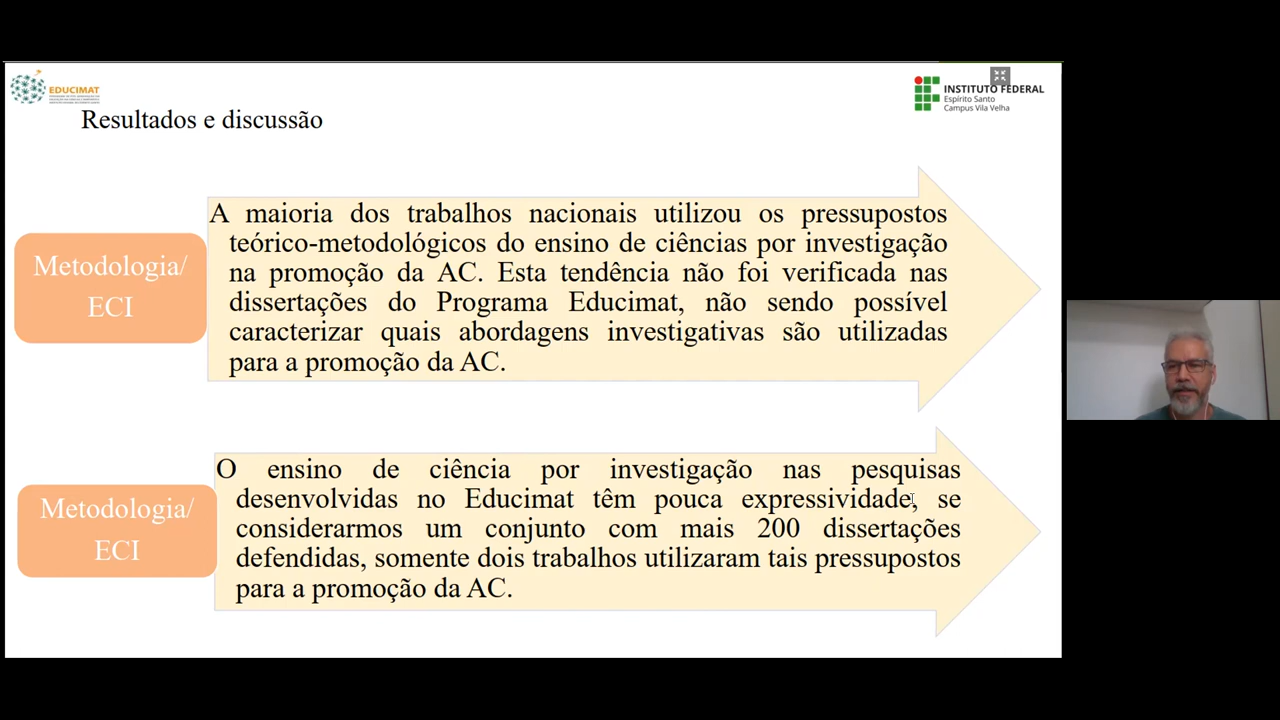 EDUCIMAT
INSTITUTO FEDERAL
Espírito Santo
Campus Vila Velha
Resultados e discussão
Metodologia/
ECI
A maioria dos trabalhos nacionais utilizou os pressupostos
teórico-metodológicos do ensino de ciências por investigação
na promoção da AC. Esta tendência não foi verificada nas
dissertações do Programa Educimat, não sendo possível
caracterizar quais abordagens investigativas são utilizadas
para a promoção da AC.
Metodologia/
ECI
O ensino de ciência por investigação nas pesquisas
desenvolvidas no Educimat têm pouca expressividade, se
considerarmos um conjunto com mais 200 dissertações
defendidas, somente dois trabalhos utilizaram tais pressupostos
para a promoção da AC.